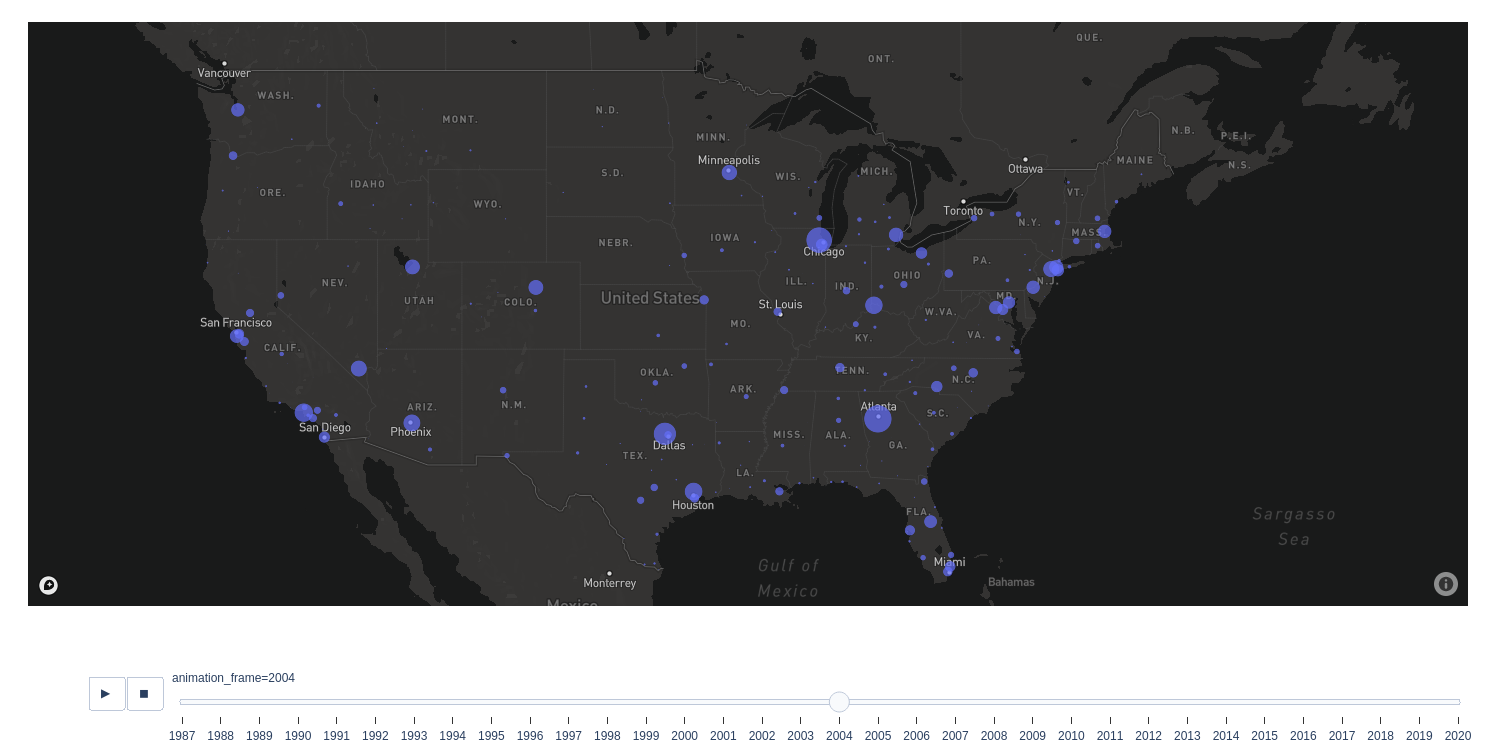 QUE.
ONT.
Vancouver
WASH.
N.D.
MONT.
MINN.
N.B.
P.E.I.
Minneapolis
MAINE
N.S.
Ottawa
S.D.
WIS.
MICH.
IDAHO
ORE.
VT.
WYO.
Toronto
N.Y.
MASS
NEBR.
IOWA
Chicago
PA.
OHIO
NEV.
ILL.
IND.
N.J.
UTAH
COLO.
United States
MD.
St. Louis
W.VA.
San Francisco
MO.
VA.
KY.
CALIF.
OKLA.
TENN.
N.C.
ARK.
ARIZ.
N.M.
Atlanta
S.C.
San Diego
Phoenix
MISS.
ALA.
Dallas
GA.
TEX.
LA.
Houston
FLA.
Sargasso
Sea
Gulf of
Mexico
Miami
Monterrey
Bahamas
Mexico
animation_frame=2004
1987 1988 1989 1990 1991 1992 1993 1994 1995 1996 1997 1998 1999 2000 2001 2002 2003 2004 2005 2006 2007 2008 2009 2010 2011 2012 2013 2014 2015 2016 2017 2018 2019 2020